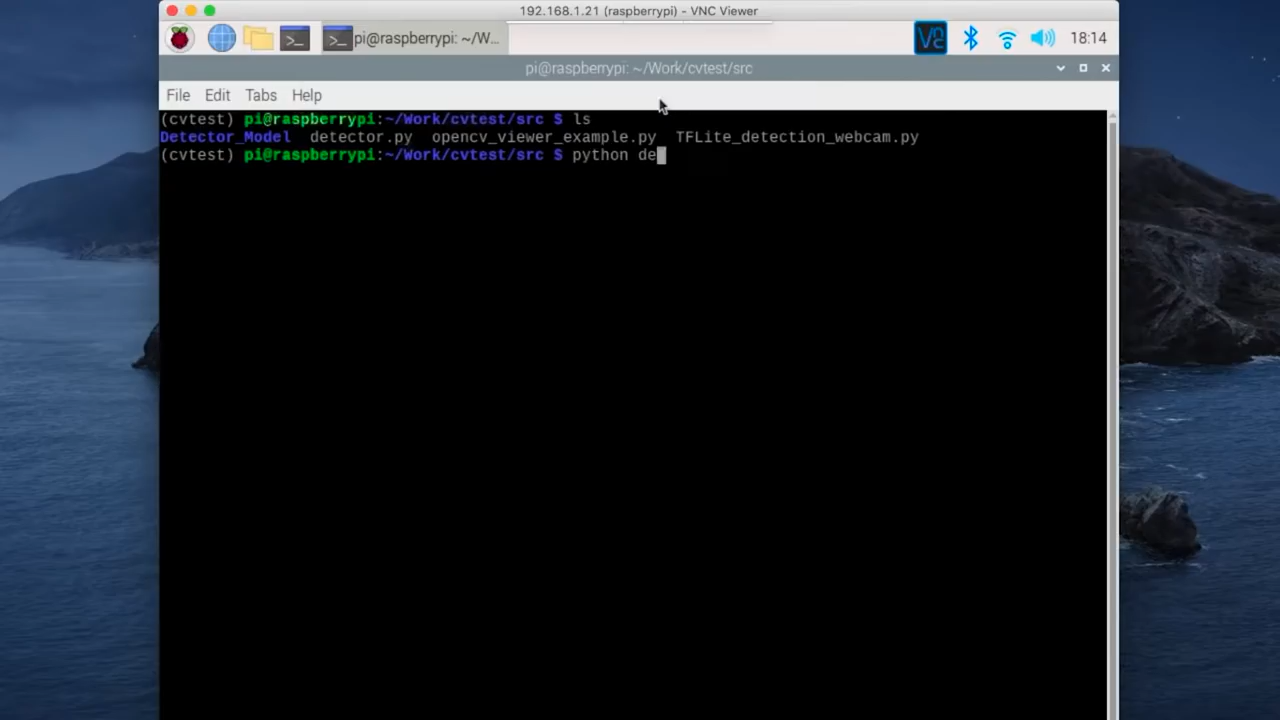 192.168.1.21 (raspberrypi) - VNC Viewer
pi@raspberrypi: ~/W...
18:14
pi@raspberrypi: ~/Work/cvtest/src
File Edit Tabs Help
(cvtest) pi@raspberrypi:~/Work/cvtest/src $ ls
Detector_Model detector.py opencv_viewer_example.py TFLite_detection_webcam.py
(cvtest) pi@raspberrypi:~/Work/cvtest/src $ python de